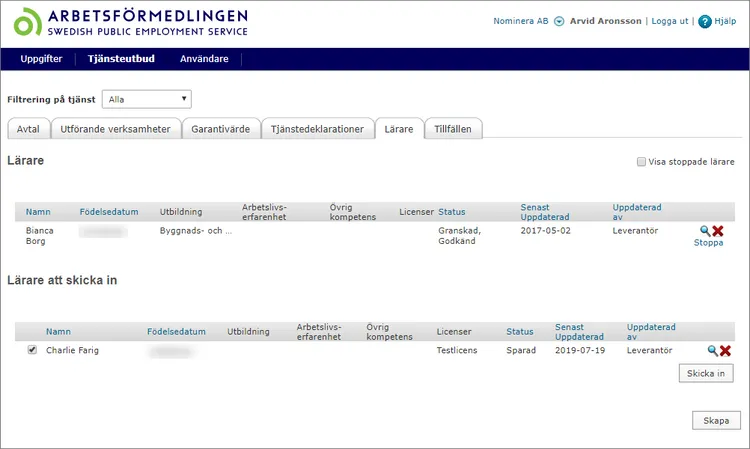 ARBETSFÖRMEDLINGEN
SWEDISH PUBLIC EMPLOYMENT SERVICE
Nominera AB Arvid Aronsson | Logga ut | ? Hjälp
Uppgifter Tjänsteutbud Användare
Filtrering på tjänst Alla
Avtal Utförande verksamheter Garantivärde Tjänstedeklarationer Lärare Tillfällen
Lärare
Visa stoppade lärare
Namn Födelsedatum Utbildning Arbetslivs-erfarenhet Övrig kompetens Licenser Status Senast Uppdaterad Uppdaterad av
Bianca Borg Byggnads- och ... Granskad, Godkänd 2017-05-02 Leverantör
Stoppa
Lärare att skicka in
Namn Födelsedatum Utbildning Arbetslivs-erfarenhet Övrig kompetens Licenser Status Senast Uppdaterad Uppdaterad av
Charlie Farig Testlicens Sparad 2019-07-19 Leverantör
Skicka in
Skapa